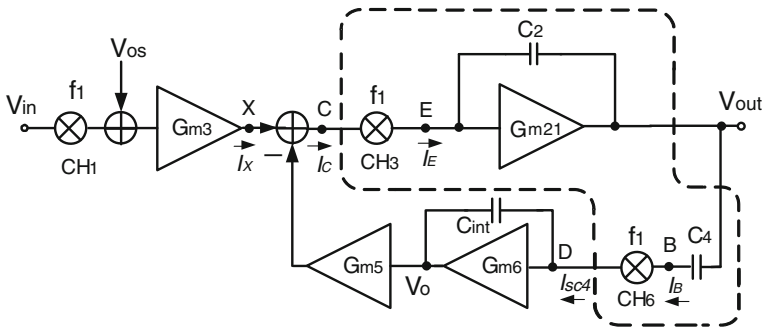 C2
Vos
f1
f1
Vin
X
C
E
Vout
Gm3
Gm21
CH1
IX
IC
CH3
IE
−
Cint
f1
B
C4
Gm5
Gm6
D
Vo
Isc4
CH6
IB